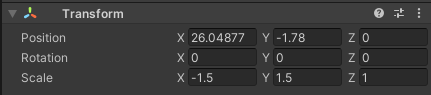 Transform
Position X 26.04877 Y -1.78 Z 0
Rotation X 0 Y 0 Z 0
Scale X -1.5 Y 1.5 Z 1